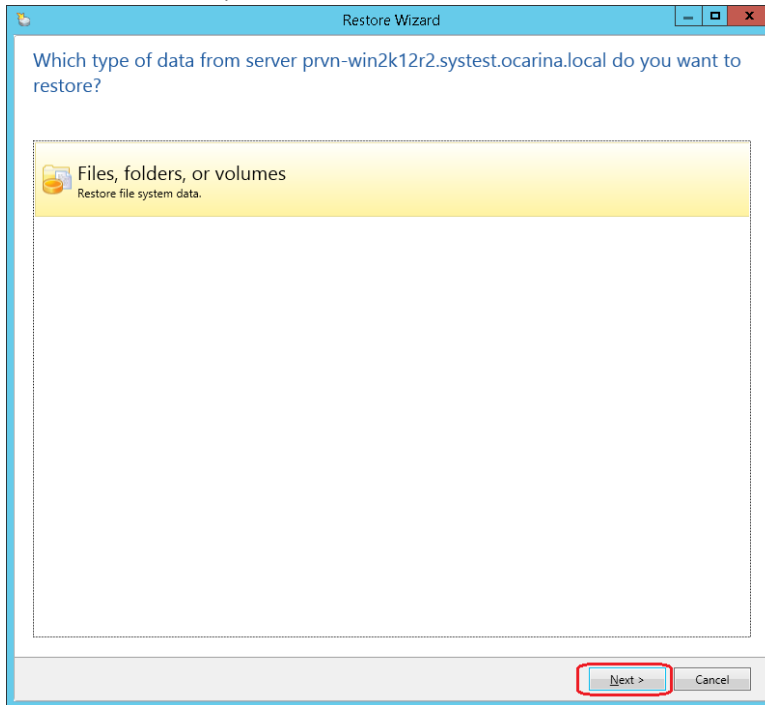 Restore Wizard
Which type of data from server prvn-win2k12r2.systest.ocarina.local do you want to
restore?
Files, folders, or volumes
Restore file system data.
Next >
Cancel